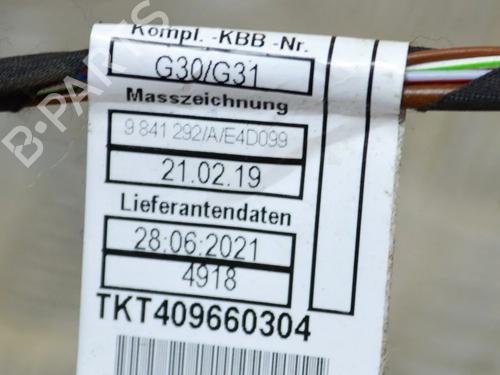 Kompl. -KBB -Nr.
G30/G31
Masszeichnung
9 841 292/A/E4D099
21.02.19
Lieferantendaten
28:06:2021
4918
TKT409660304